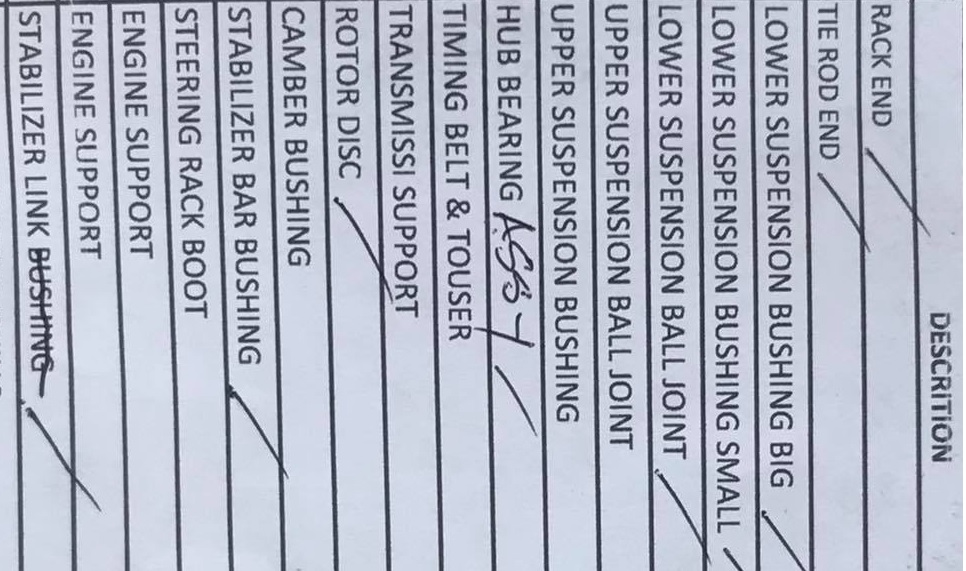 DESCRITION
RACK END
TIE ROD END
LOWER SUSPENSION BUSHING BIG
LOWER SUSPENSION BUSHING SMALL
LOWER SUSPENSION BALL JOINT
UPPER SUSPENSION BALL JOINT
UPPER SUSPENSION BUSHING
HUB BEARING ASSY
TIMING BELT & TOUSER
TRANSMISSI SUPPORT
ROTOR DISC
CAMBER BUSHING
STABILIZER BAR BUSHING
STEERING RACK BOOT
ENGINE SUPPORT
ENGINE SUPPORT
STABILIZER LINK BUSHING